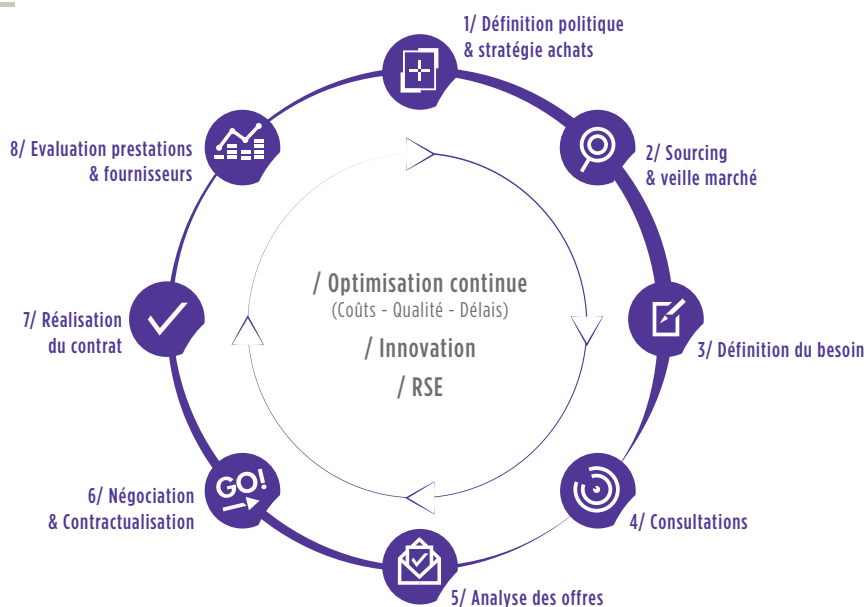 1/ Définition politique
& stratégie achats
2/ Sourcing
& veille marché
3/ Définition du besoin
4/ Consultations
5/ Analyse des offres
6/ Négociation
& Contractualisation
GO!
7/ Réalisation
du contrat
8/ Evaluation prestations
& fournisseurs
/ Optimisation continue
(Coûts - Qualité - Délais)
/ Innovation
/ RSE